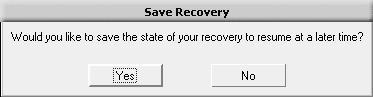 Save Recovery
Would you like to save the state of your recovery to resume at a later time?
Yes
No